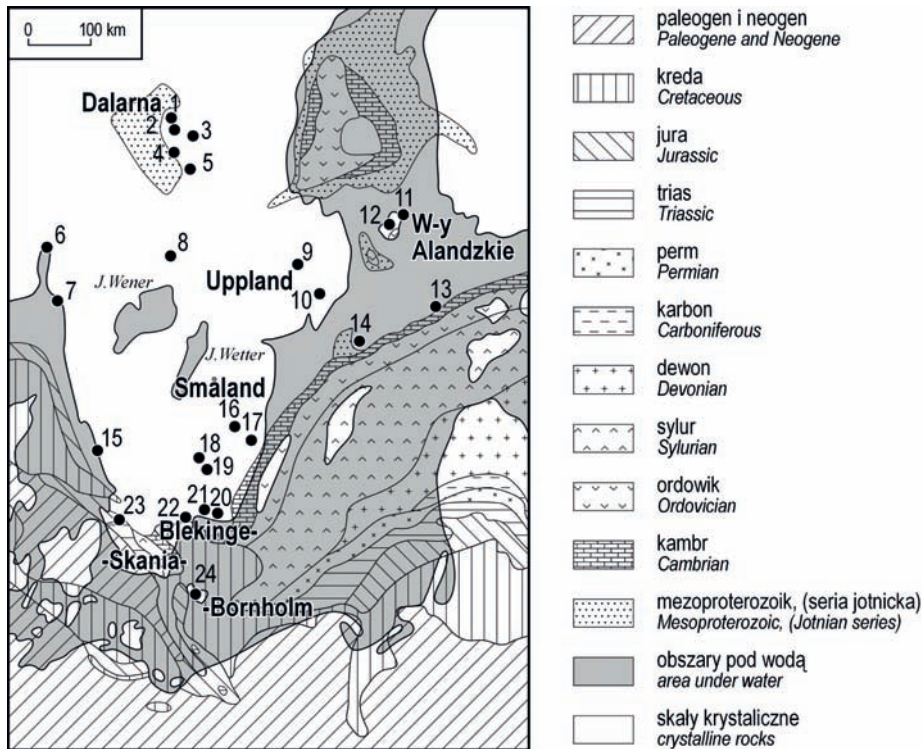 0 100 km
Dalarna
1
2
3
4
5
6
7
8
J.Wener
9
Uppland
10
11
12
W-y
Alandzkie
13
14
J.Wetter
Småland
16
17
15
18
19
21
20
22
23
Blekinge-
-Skania-
24
-Bornholm
paleogen i neogen
Paleogene and Neogene
kreda
Cretaceous
jura
Jurassic
trias
Triassic
perm
Permian
karbon
Carboniferous
dewon
Devonian
sylur
Sylurian
ordowik
Ordovician
kambr
Cambrian
mezoproterozoik, (seria jotnicka)
Mesoproterozoic, (Jotnian series)
obszary pod wodą
area under water
skały krystaliczne
crystalline rocks